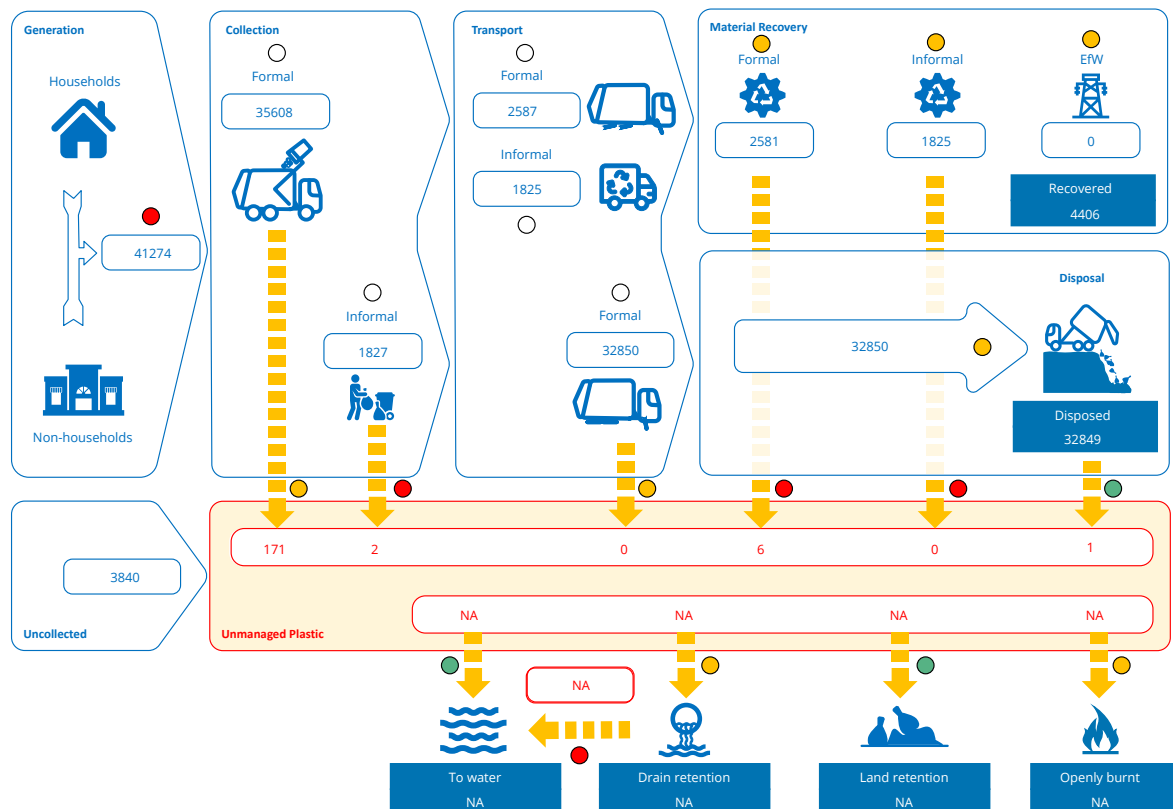 Generation
Households
41274
Non-households
Collection
Formal
35608
Informal
1827
Transport
Formal
2587
Informal
1825
Formal
32850
Material Recovery
Formal
2581
Informal
1825
EfW
0
Recovered
4406
Disposal
32850
Disposed
32849
3840
Uncollected
171
2
0
6
0
1
NA
NA
NA
NA
Unmanaged Plastic
NA
To water
NA
Drain retention
NA
Land retention
NA
Openly burnt
NA